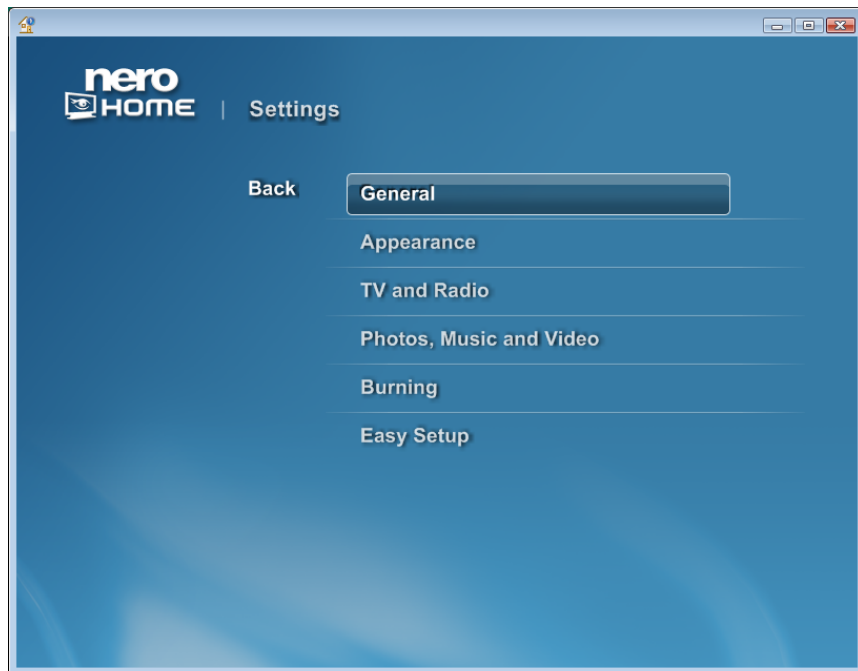 nero
HOME | Settings
Back
General
Appearance
TV and Radio
Photos, Music and Video
Burning
Easy Setup